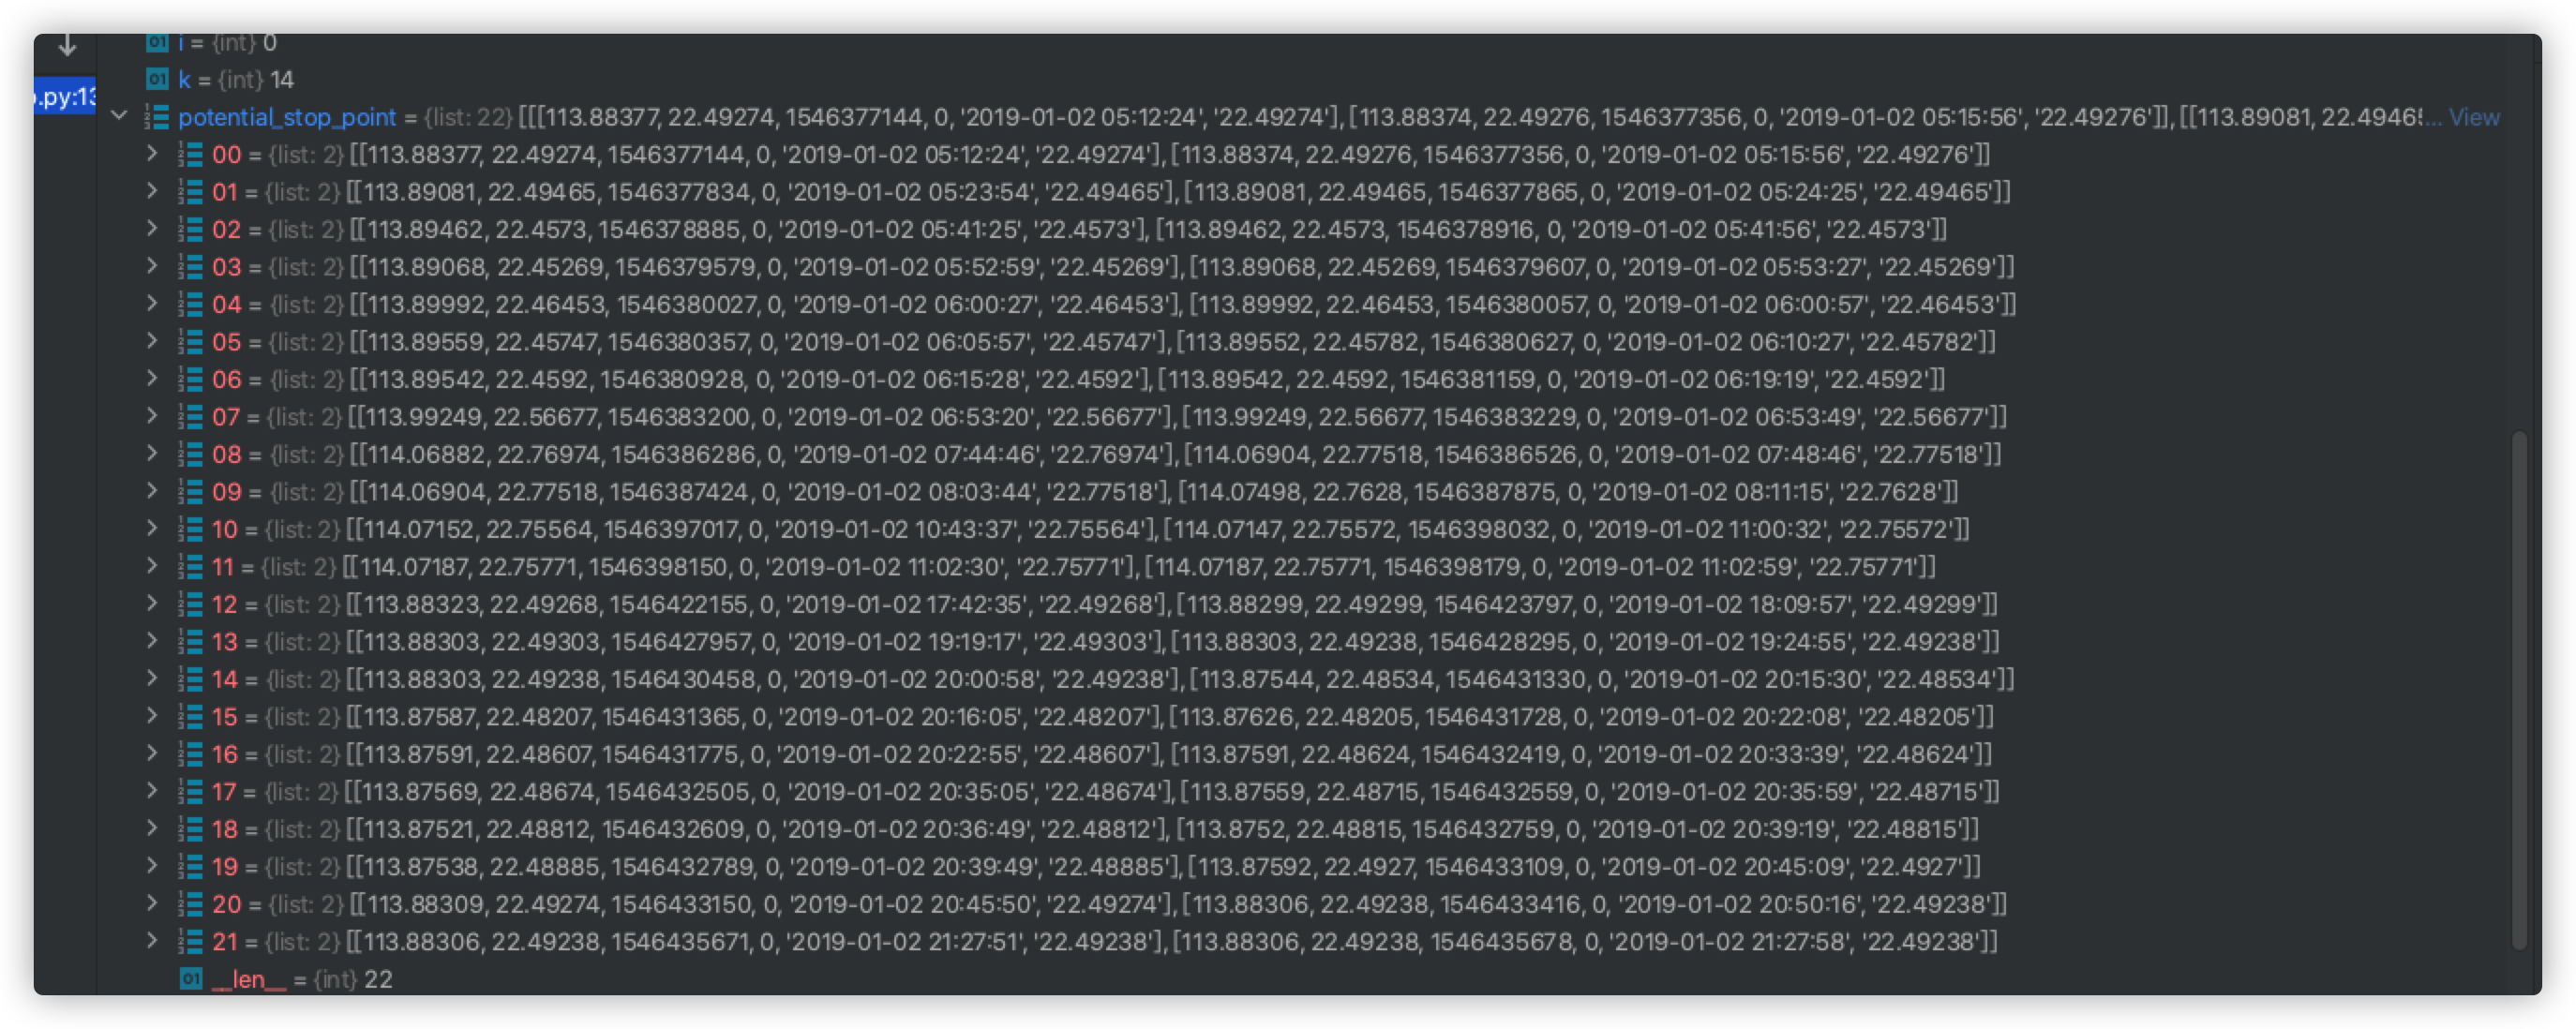 i = {int} 0
k = {int} 14
.py:13
potential_stop_point = {list: 22} [[[113.88377, 22.49274, 1546377144, 0, '2019-01-02 05:12:24', '22.49274'], [113.88374, 22.49276, 1546377356, 0, '2019-01-02 05:15:56', '22.49276']], [[113.89081, 22.49465... View
00 = {list: 2} [[113.88377, 22.49274, 1546377144, 0, '2019-01-02 05:12:24', '22.49274'], [113.88374, 22.49276, 1546377356, 0, '2019-01-02 05:15:56', '22.49276']]
01 = {list: 2} [[113.89081, 22.49465, 1546377834, 0, '2019-01-02 05:23:54', '22.49465'], [113.89081, 22.49465, 1546377865, 0, '2019-01-02 05:24:25', '22.49465']]
02 = {list: 2} [[113.89462, 22.4573, 1546378885, 0, '2019-01-02 05:41:25', '22.4573'], [113.89462, 22.4573, 1546378916, 0, '2019-01-02 05:41:56', '22.4573']]
03 = {list: 2} [[113.89068, 22.45269, 1546379579, 0, '2019-01-02 05:52:59', '22.45269'], [113.89068, 22.45269, 1546379607, 0, '2019-01-02 05:53:27', '22.45269']]
04 = {list: 2} [[113.89992, 22.46453, 1546380027, 0, '2019-01-02 06:00:27', '22.46453'], [113.89992, 22.46453, 1546380057, 0, '2019-01-02 06:00:57', '22.46453']]
05 = {list: 2} [[113.89559, 22.45747, 1546380357, 0, '2019-01-02 06:05:57', '22.45747'], [113.89552, 22.45782, 1546380627, 0, '2019-01-02 06:10:27', '22.45782']]
06 = {list: 2} [[113.89542, 22.4592, 1546380928, 0, '2019-01-02 06:15:28', '22.4592'], [113.89542, 22.4592, 1546381159, 0, '2019-01-02 06:19:19', '22.4592']]
07 = {list: 2} [[113.99249, 22.56677, 1546383200, 0, '2019-01-02 06:53:20', '22.56677'], [113.99249, 22.56677, 1546383229, 0, '2019-01-02 06:53:49', '22.56677']]
08 = {list: 2} [[114.06882, 22.76974, 1546386286, 0, '2019-01-02 07:44:46', '22.76974'], [114.06904, 22.77518, 1546386526, 0, '2019-01-02 07:48:46', '22.77518']]
09 = {list: 2} [[114.06904, 22.77518, 1546387424, 0, '2019-01-02 08:03:44', '22.77518'], [114.07498, 22.7628, 1546387875, 0, '2019-01-02 08:11:15', '22.7628']]
10 = {list: 2} [[114.07152, 22.75564, 1546397017, 0, '2019-01-02 10:43:37', '22.75564'], [114.07147, 22.75572, 1546398032, 0, '2019-01-02 11:00:32', '22.75572']]
11 = {list: 2} [[114.07187, 22.75771, 1546398150, 0, '2019-01-02 11:02:30', '22.75771'], [114.07187, 22.75771, 1546398179, 0, '2019-01-02 11:02:59', '22.75771']]
12 = {list: 2} [[113.88323, 22.49268, 1546422155, 0, '2019-01-02 17:42:35', '22.49268'], [113.88299, 22.49299, 1546423797, 0, '2019-01-02 18:09:57', '22.49299']]
13 = {list: 2} [[113.88303, 22.49303, 1546427957, 0, '2019-01-02 19:19:17', '22.49303'], [113.88303, 22.49238, 1546428295, 0, '2019-01-02 19:24:55', '22.49238']]
14 = {list: 2} [[113.88303, 22.49238, 1546430458, 0, '2019-01-02 20:00:58', '22.49238'], [113.87544, 22.48534, 1546431330, 0, '2019-01-02 20:15:30', '22.48534']]
15 = {list: 2} [[113.87587, 22.48207, 1546431365, 0, '2019-01-02 20:16:05', '22.48207'], [113.87626, 22.48205, 1546431728, 0, '2019-01-02 20:22:08', '22.48205']]
16 = {list: 2} [[113.87591, 22.48607, 1546431775, 0, '2019-01-02 20:22:55', '22.48607'], [113.87591, 22.48624, 1546432419, 0, '2019-01-02 20:33:39', '22.48624']]
17 = {list: 2} [[113.87569, 22.48674, 1546432505, 0, '2019-01-02 20:35:05', '22.48674'], [113.87559, 22.48715, 1546432559, 0, '2019-01-02 20:35:59', '22.48715']]
18 = {list: 2} [[113.87521, 22.48812, 1546432609, 0, '2019-01-02 20:36:49', '22.48812'], [113.8752, 22.48815, 1546432759, 0, '2019-01-02 20:39:19', '22.48815']]
19 = {list: 2} [[113.87538, 22.48885, 1546432789, 0, '2019-01-02 20:39:49', '22.48885'], [113.87592, 22.4927, 1546433109, 0, '2019-01-02 20:45:09', '22.4927']]
20 = {list: 2} [[113.88309, 22.49274, 1546433150, 0, '2019-01-02 20:45:50', '22.49274'], [113.88306, 22.49238, 1546433416, 0, '2019-01-02 20:50:16', '22.49238']]
21 = {list: 2} [[113.88306, 22.49238, 1546435671, 0, '2019-01-02 21:27:51', '22.49238'], [113.88306, 22.49238, 1546435678, 0, '2019-01-02 21:27:58', '22.49238']]
__len__ = {int} 22